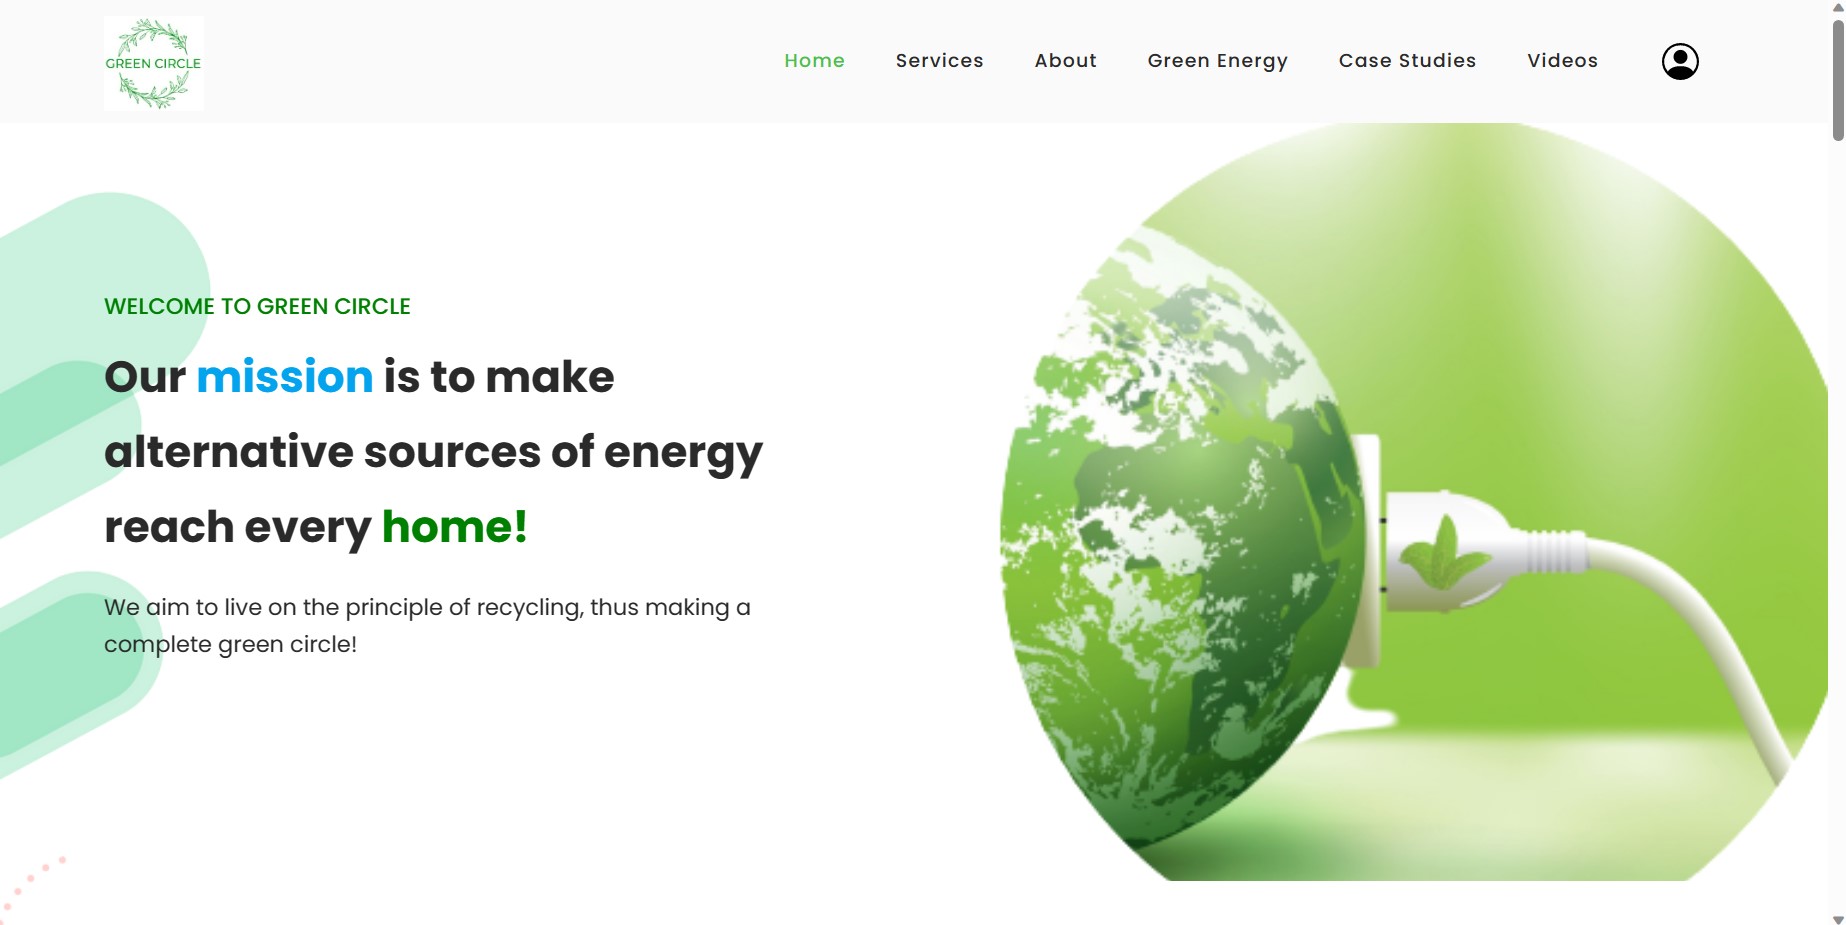 GREEN CIRCLE
Home Services About Green Energy Case Studies Videos
WELCOME TO GREEN CIRCLE
Our mission is to make
alternative sources of energy
reach every home!
We aim to live on the principle of recycling, thus making a
complete green circle!